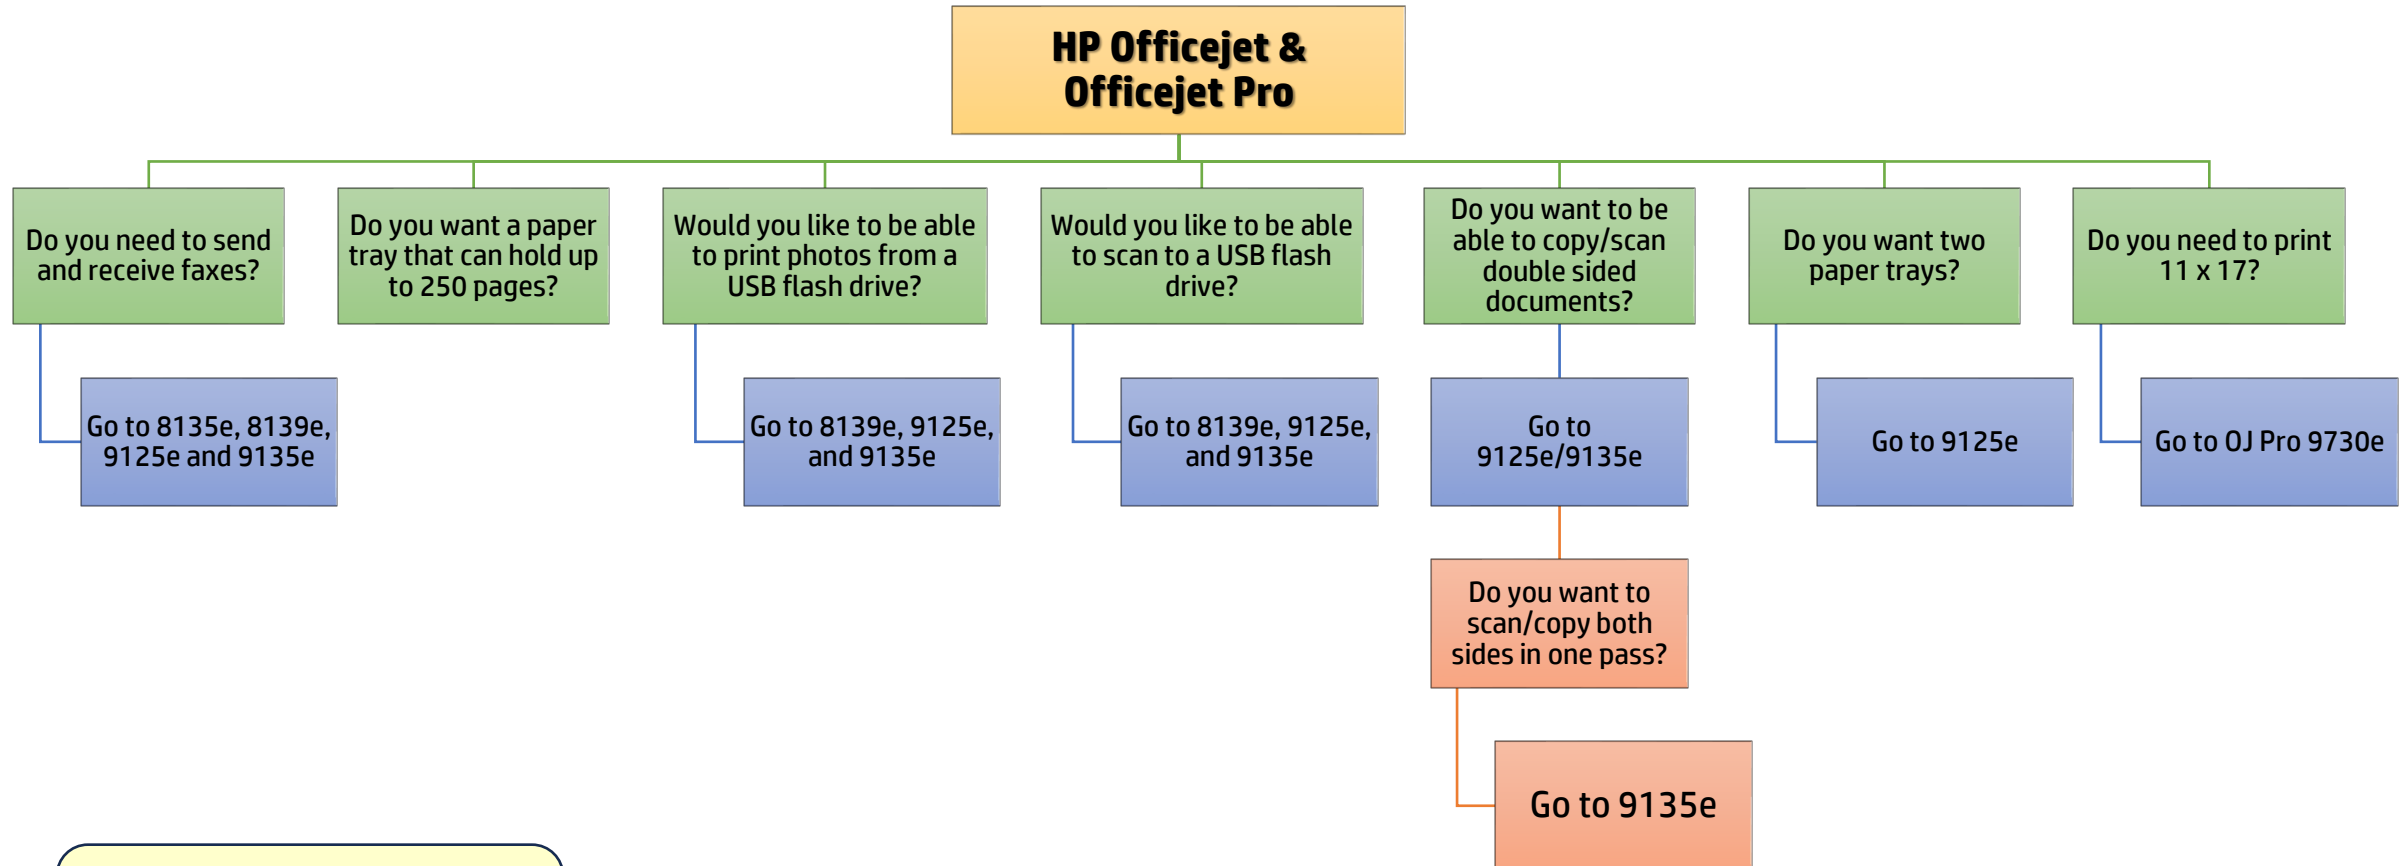 HP Officejet &
Officejet Pro
Do you need to send
and receive faxes?
Do you want a paper
tray that can hold up
to 250 pages?
Would you like to be able
to print photos from a
USB flash drive?
Would you like to be able
to scan to a USB flash
drive?
Do you want to be
able to copy/scan
double sided
documents?
Do you want two
paper trays?
Do you need to print
11 x 17?
Go to 8135e, 8139e,
9125e and 9135e
Go to 8139e, 9125e,
and 9135e
Go to 8139e, 9125e,
and 9135e
Go to
9125e/9135e
Go to 9125e
Go to OJ Pro 9730e
Do you want to
scan/copy both
sides in one pass?
Go to 9135e